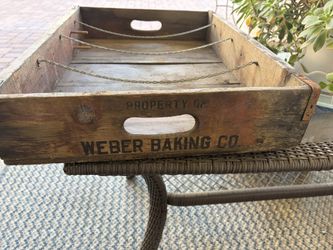 PROPERTY OF
WEBER BAKING CO